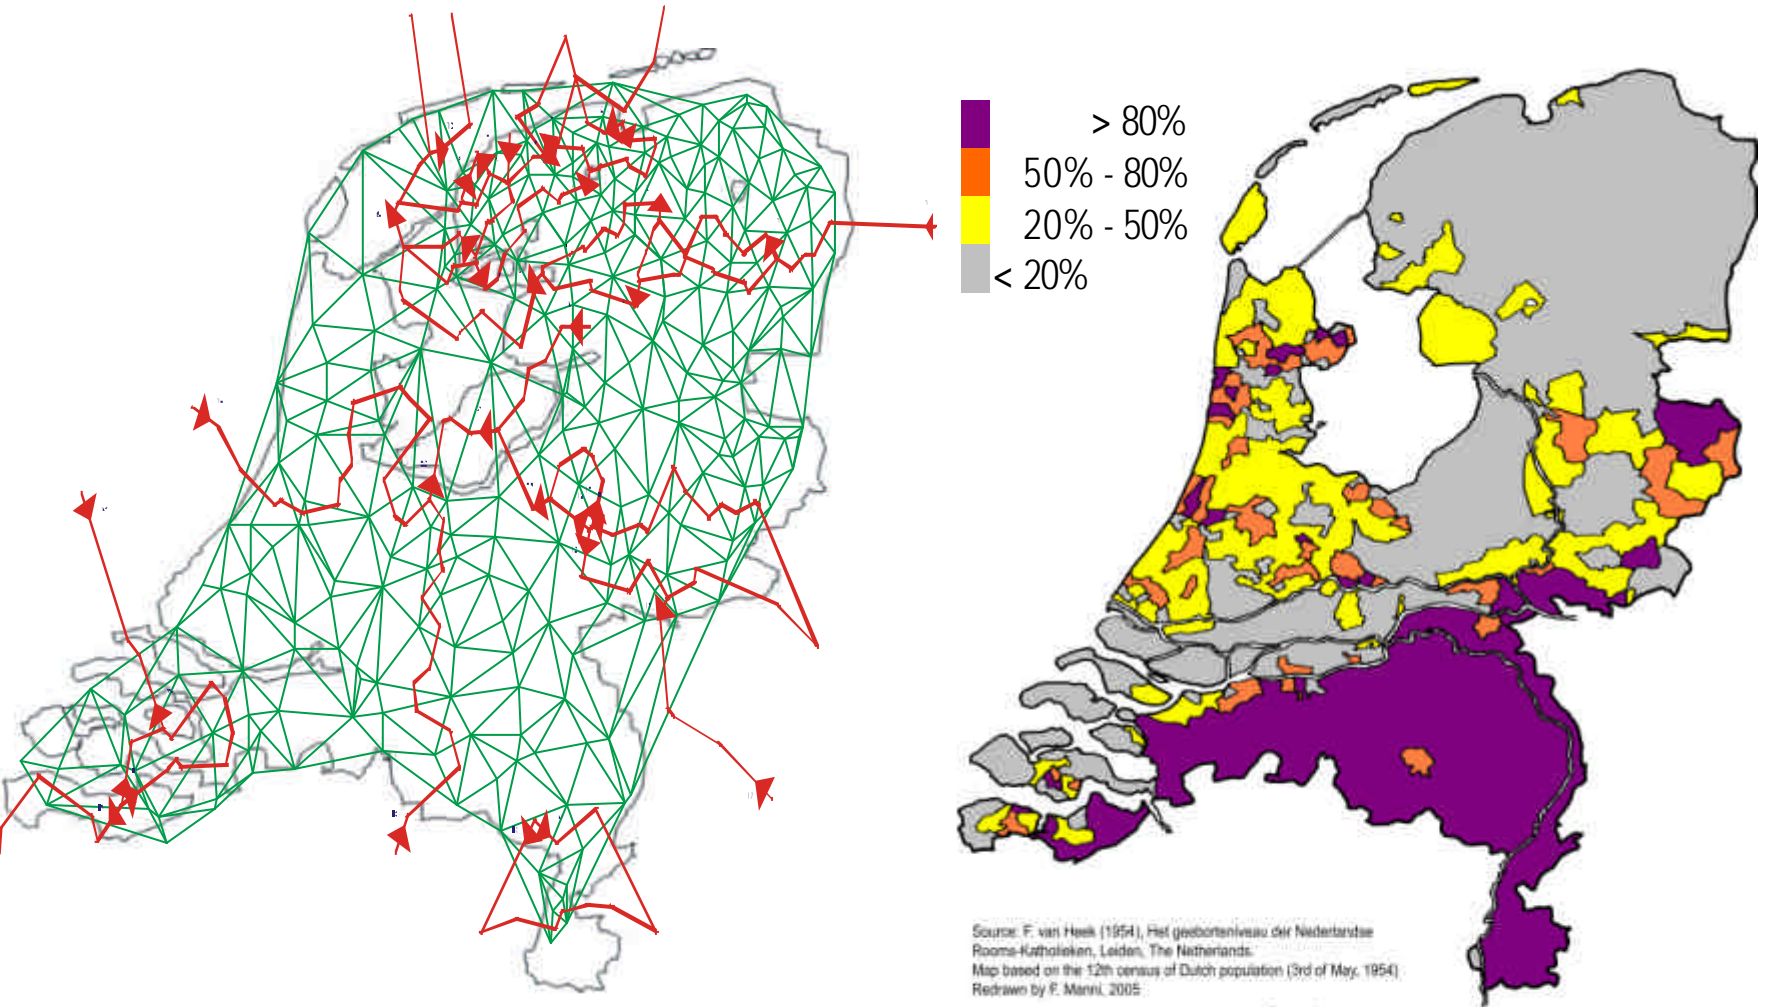 > 80%
50% - 80%
20% - 50%
< 20%
Source: F. van Heek (1954), Het geboorteniveau der Nederlandse
Rooms-Katholieken, Leiden, The Netherlands.
Map based on the 12th census of Dutch population (3rd of May, 1954)
Redrawn by F. Manni, 2005